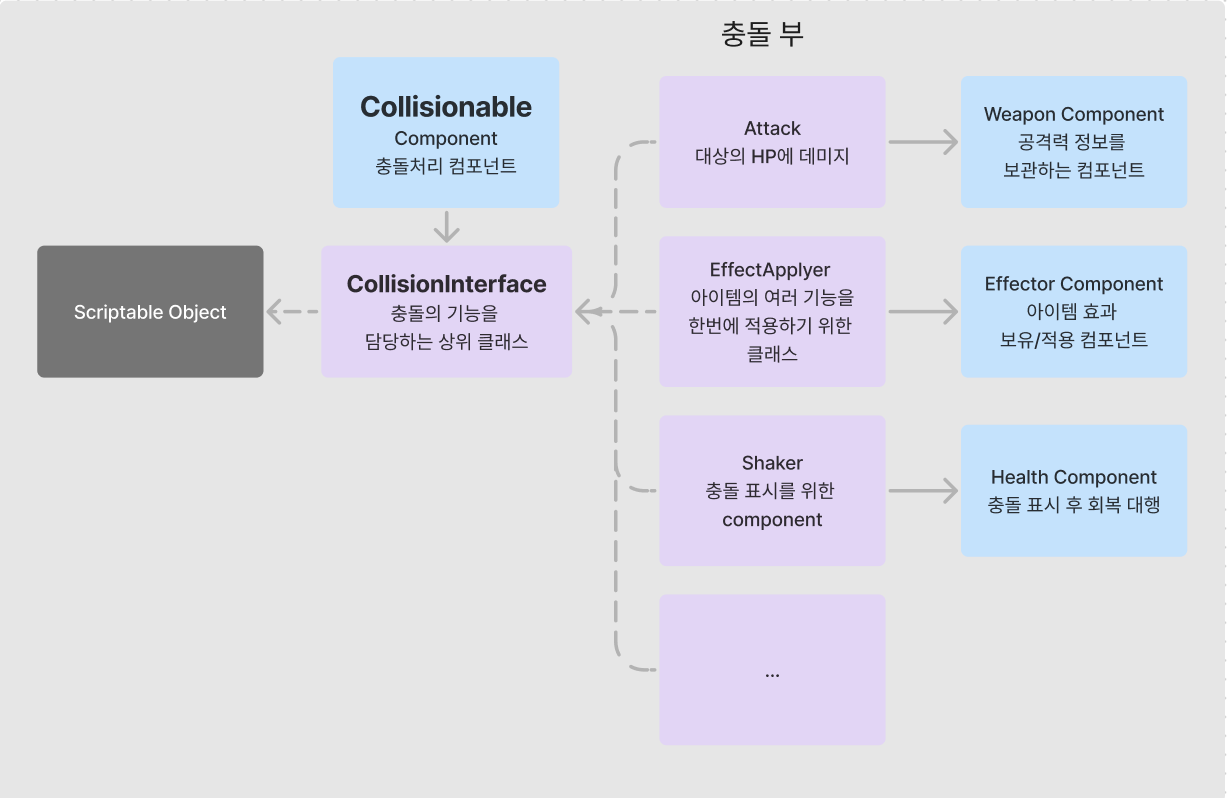 충돌 부
Collisionable
Component
충돌처리 컴포넌트
Scriptable Object
CollisionInterface
충돌의 기능을
담당하는 상위 클래스
Attack
대상의 HP에 데미지
Weapon Component
공격력 정보를
보관하는 컴포넌트
EffectApplyer
아이템의 여러 기능을
한번에 적용하기 위한
클래스
Effector Component
아이템 효과
보유/적용 컴포넌트
Shaker
충돌 표시를 위한
component
Health Component
충돌 표시 후 회복 대행
...